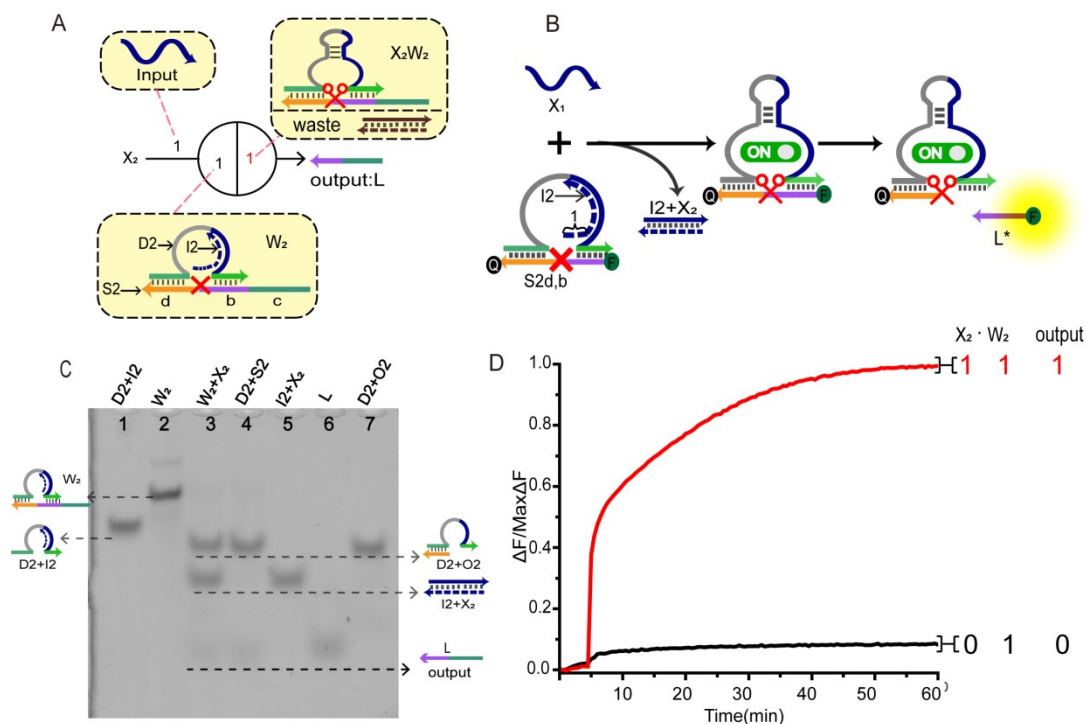 A
Input
X₂
1
1
1
X₂W₂
waste
output:L
D2→
I2→
W₂
S2→
d
b
c
B
X₁
+
I2
1
S2d,b
Q
F
I2+X₂
ON
Q
F
ON
Q
L*
F
C
D2+I2
W₂
W₂+X₂
D2+S2
I2+X₂
L
D2+O2
1 2 3 4 5 6 7
W₂
D2+I2
D2+O2
I2+X₂
L
output
D
X₂ · W₂ output
1 1 1
0 1 0
ΔF/MaxΔF
1.0
0.8
0.6
0.4
0.2
0.0
10 20 30 40 50 60
Time(min)